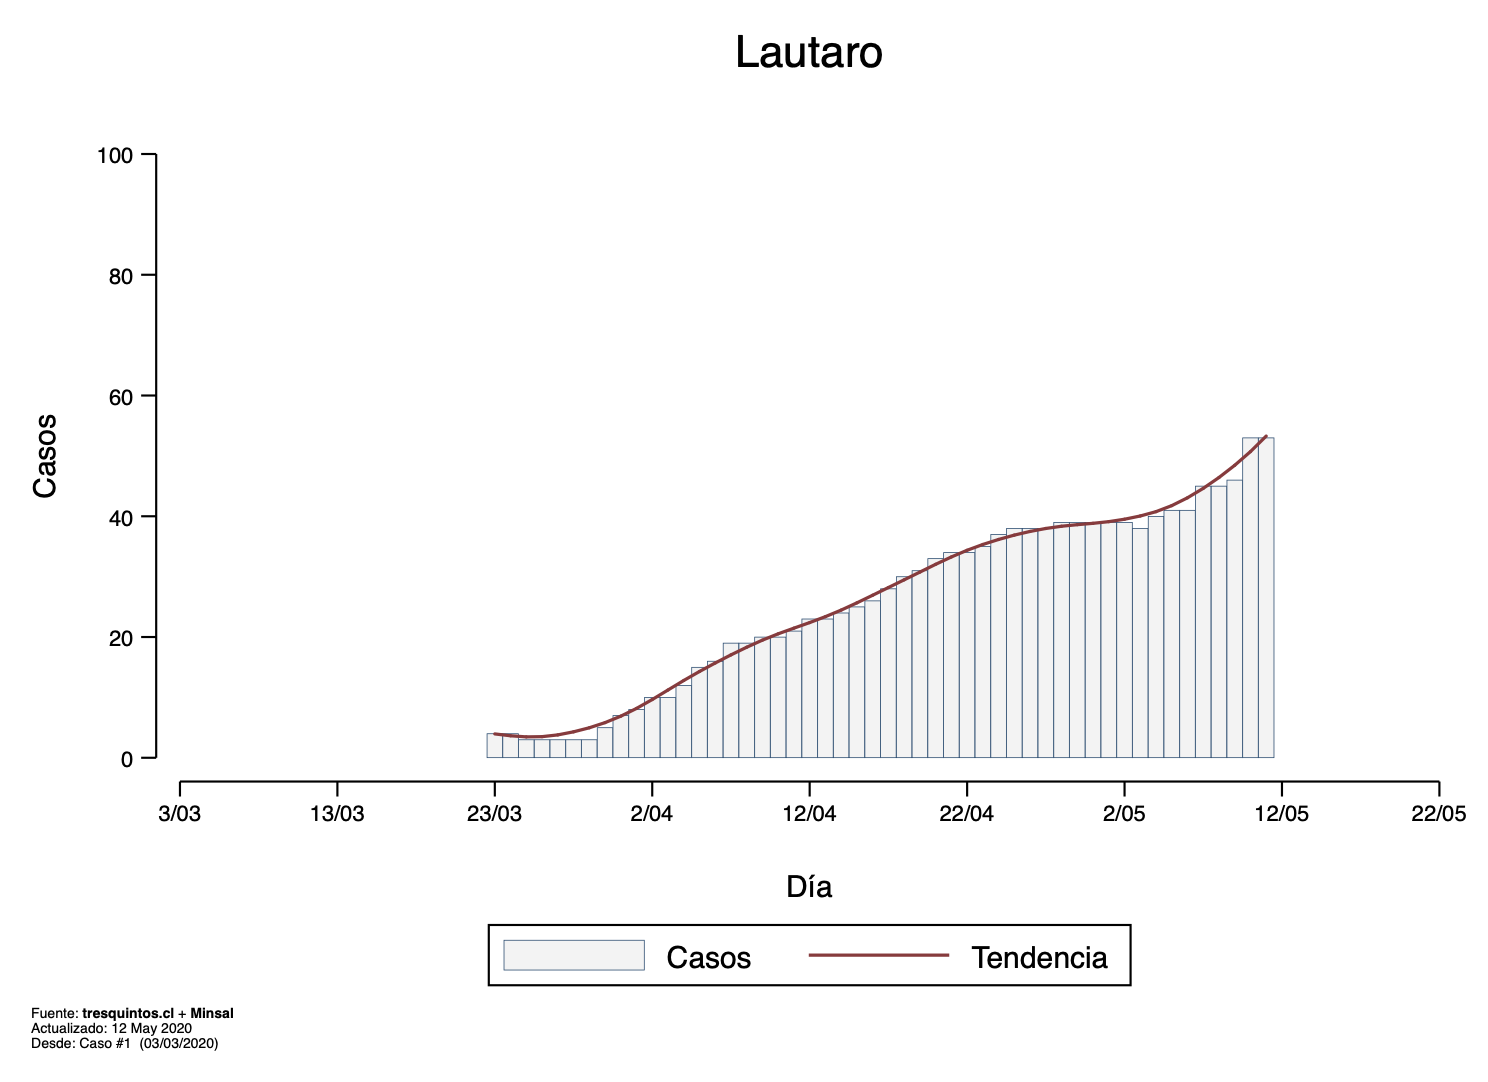 Lautaro
100
80
60
40
20
0
Casos
3/03 13/03 23/03 2/04 12/04 22/04 2/05 12/05 22/05
Día
Casos Tendencia
Fuente: tresquintos.cl + Minsal
Actualizado: 12 May 2020
Desde: Caso #1 (03/03/2020)